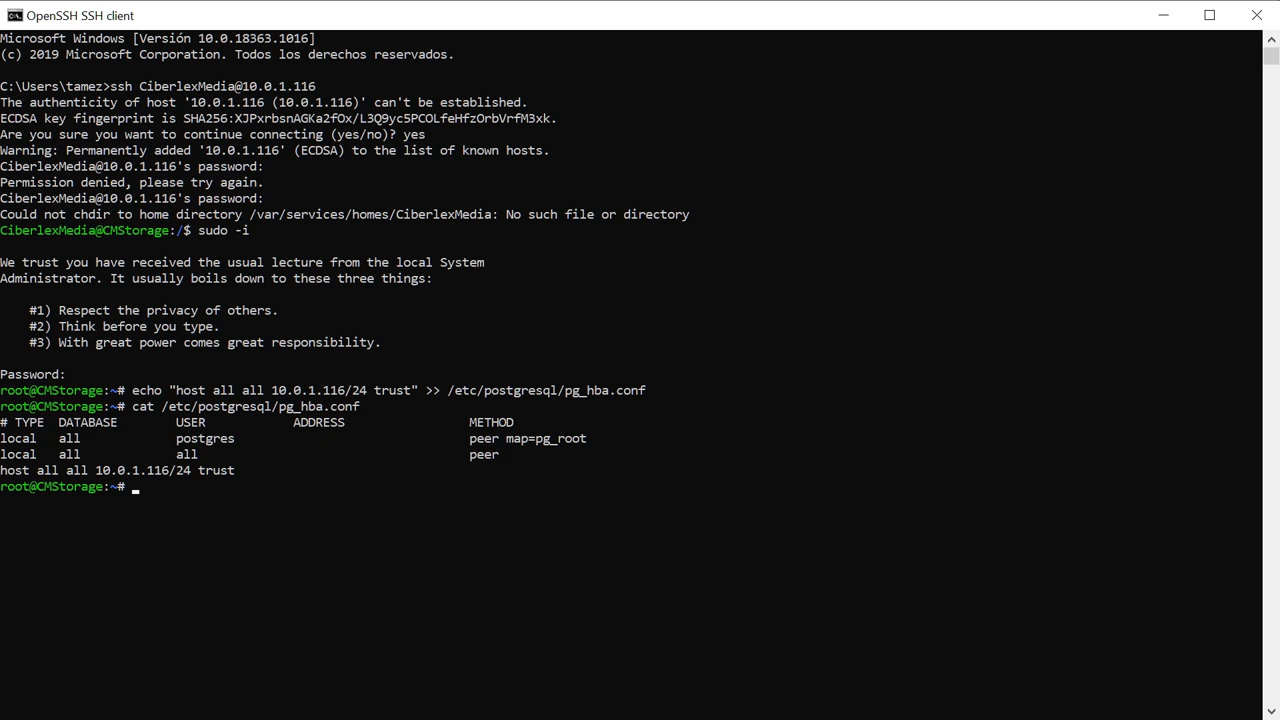 OpenSSH SSH client
Microsoft Windows [Versión 10.0.18363.1016]
(c) 2019 Microsoft Corporation. Todos los derechos reservados.
C:\Users\tamez>ssh CiberlexMedia@10.0.1.116
The authenticity of host '10.0.1.116 (10.0.1.116)' can't be established.
ECDSA key fingerprint is SHA256:XJPxrbsnAGKa2fOx/L3Q9yc5PCOLfeHfzOrbVrfM3xk.
Are you sure you want to continue connecting (yes/no)? yes
Warning: Permanently added '10.0.1.116' (ECDSA) to the list of known hosts.
CiberlexMedia@10.0.1.116's password:
Permission denied, please try again.
CiberlexMedia@10.0.1.116's password:
Could not chdir to home directory /var/services/homes/CiberlexMedia: No such file or directory
CiberlexMedia@CMStorage:/$ sudo -i
We trust you have received the usual lecture from the local System
Administrator. It usually boils down to these three things:
#1) Respect the privacy of others.
#2) Think before you type.
#3) With great power comes great responsibility.
Password:
root@CMStorage:~# echo "host all all 10.0.1.116/24 trust" >> /etc/postgresql/pg_hba.conf
root@CMStorage:~# cat /etc/postgresql/pg_hba.conf
# TYPE  DATABASE        USER            ADDRESS                 METHOD
local   all             postgres                                peer map=pg_root
local   all             all                                     peer
host all all 10.0.1.116/24 trust
root@CMStorage:~#